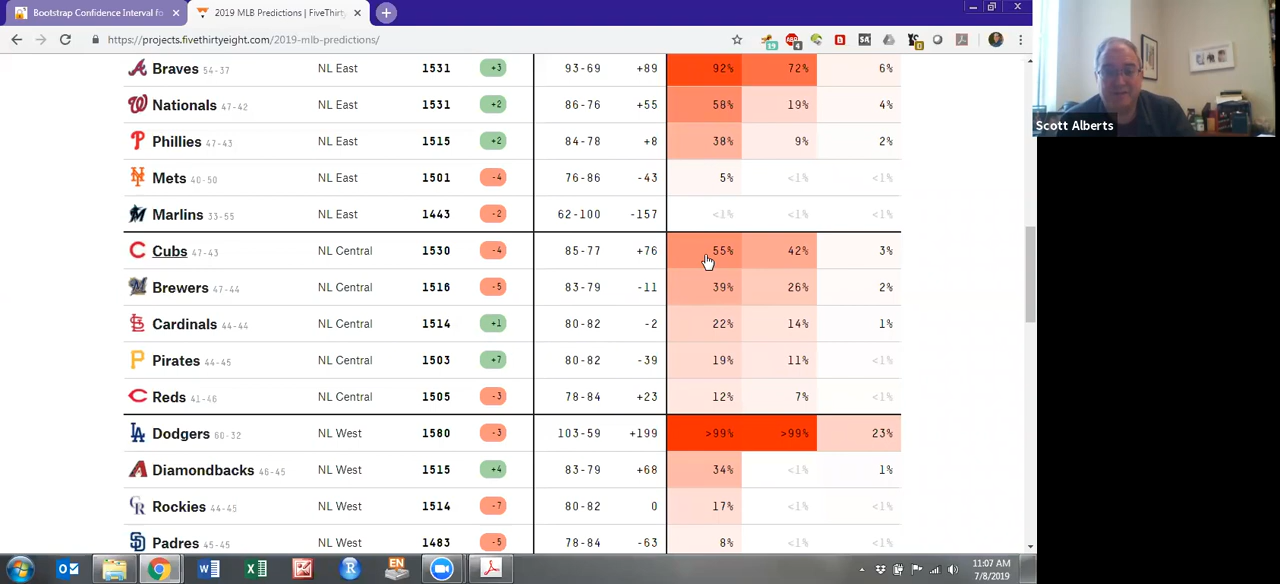 Bootstrap Confidence Interval fo
2019 MLB Predictions | FiveThirty
https://projects.fivethirtyeight.com/2019-mlb-predictions/
Scott Alberts
Braves 54-37 NL East 1531 +3 93-69 +89 92% 72% 6%
Nationals 47-42 NL East 1531 +2 86-76 +55 58% 19% 4%
Phillies 47-43 NL East 1515 +2 84-78 +8 38% 9% 2%
Mets 40-50 NL East 1501 -4 76-86 -43 5% <1% <1%
Marlins 33-55 NL East 1443 -2 62-100 -157 <1% <1% <1%
Cubs 47-43 NL Central 1530 -4 85-77 +76 55% 42% 3%
Brewers 47-44 NL Central 1516 -5 83-79 -11 39% 26% 2%
Cardinals 44-44 NL Central 1514 +1 80-82 -2 22% 14% 1%
Pirates 44-45 NL Central 1503 +7 80-82 -39 19% 11% <1%
Reds 41-46 NL Central 1505 -3 78-84 +23 12% 7% <1%
Dodgers 60-32 NL West 1580 -3 103-59 +199 >99% >99% 23%
Diamondbacks 46-45 NL West 1515 +4 83-79 +68 34% <1% 1%
Rockies 44-45 NL West 1514 -7 80-82 0 17% <1% <1%
Padres 45-45 NL West 1483 -5 78-84 -63 8% <1% <1%
EN
11:07 AM
7/8/2019